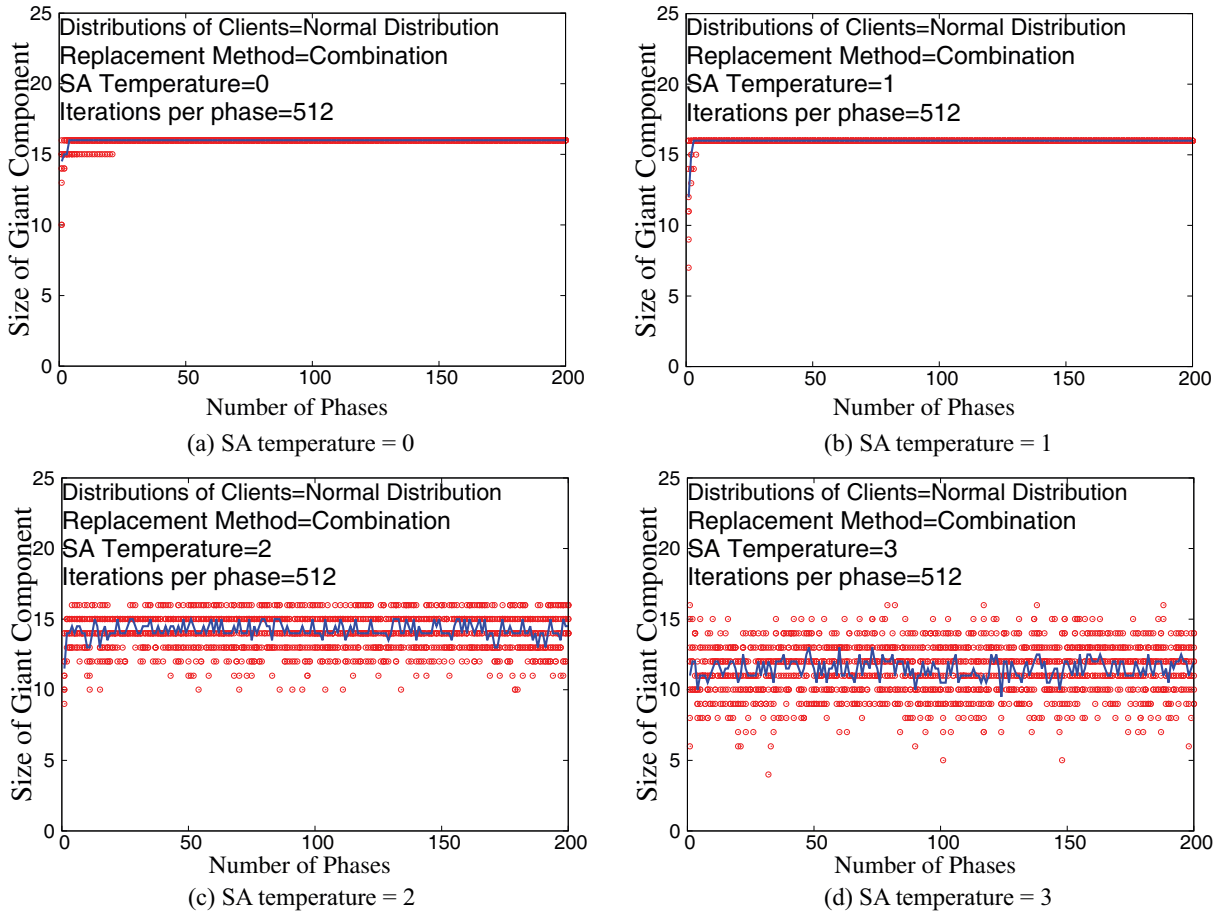 Distributions of Clients=Normal Distribution
Replacement Method=Combination
SA Temperature=0
Iterations per phase=512
Size of Giant Component
25
20
15
10
5
0
0 50 100 150 200
Number of Phases
(a) SA temperature = 0
Distributions of Clients=Normal Distribution
Replacement Method=Combination
SA Temperature=1
Iterations per phase=512
Size of Giant Component
25
20
15
10
5
0
0 50 100 150 200
Number of Phases
(b) SA temperature = 1
Distributions of Clients=Normal Distribution
Replacement Method=Combination
SA Temperature=2
Iterations per phase=512
Size of Giant Component
25
20
15
10
5
0
0 50 100 150 200
Number of Phases
(c) SA temperature = 2
Distributions of Clients=Normal Distribution
Replacement Method=Combination
SA Temperature=3
Iterations per phase=512
Size of Giant Component
25
20
15
10
5
0
0 50 100 150 200
Number of Phases
(d) SA temperature = 3